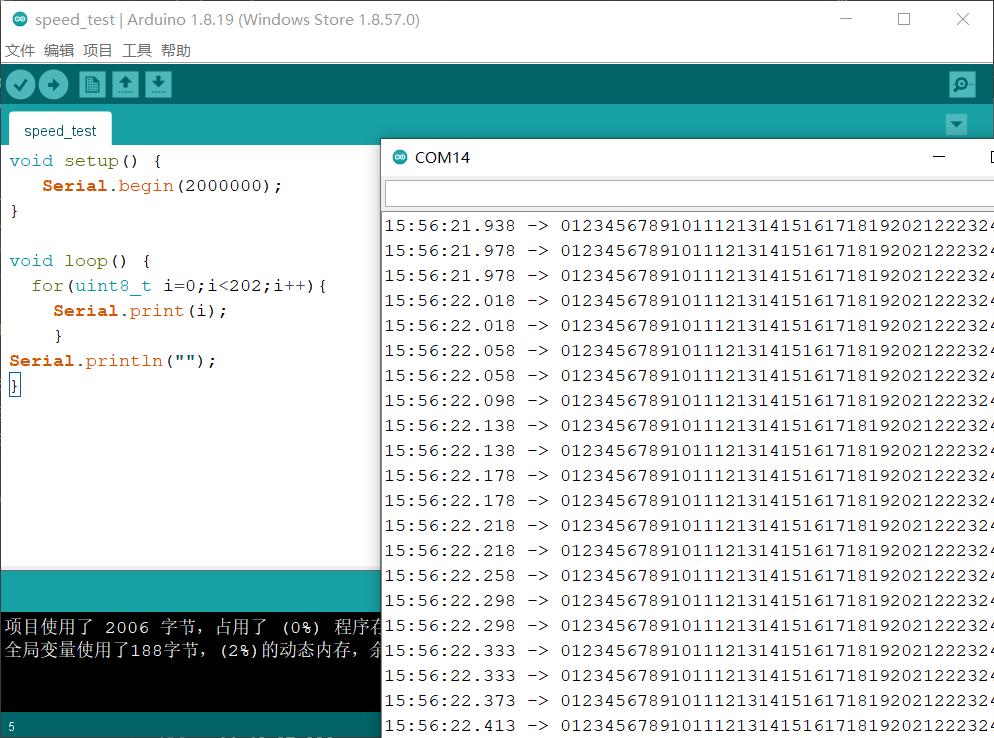 speed_test | Arduino 1.8.19 (Windows Store 1.8.57.0)
文件 编辑 项目 工具 帮助
speed_test
void setup() {
   Serial.begin(2000000);
}
void loop() {
  for(uint8_t i=0;i<202;i++){
    Serial.print(i);
    }
Serial.println("");
}
项目使用了 2006 字节，占用了 (0%) 程序存
全局变量使用了188字节，(2%)的动态内存，余
5
COM14
15:56:21.938 -> 0123456789101112131415161718192021222324
15:56:21.978 -> 0123456789101112131415161718192021222324
15:56:21.978 -> 0123456789101112131415161718192021222324
15:56:22.018 -> 0123456789101112131415161718192021222324
15:56:22.018 -> 0123456789101112131415161718192021222324
15:56:22.058 -> 0123456789101112131415161718192021222324
15:56:22.058 -> 0123456789101112131415161718192021222324
15:56:22.098 -> 0123456789101112131415161718192021222324
15:56:22.138 -> 0123456789101112131415161718192021222324
15:56:22.138 -> 0123456789101112131415161718192021222324
15:56:22.178 -> 0123456789101112131415161718192021222324
15:56:22.178 -> 0123456789101112131415161718192021222324
15:56:22.218 -> 0123456789101112131415161718192021222324
15:56:22.218 -> 0123456789101112131415161718192021222324
15:56:22.258 -> 0123456789101112131415161718192021222324
15:56:22.298 -> 0123456789101112131415161718192021222324
15:56:22.298 -> 0123456789101112131415161718192021222324
15:56:22.333 -> 0123456789101112131415161718192021222324
15:56:22.333 -> 0123456789101112131415161718192021222324
15:56:22.373 -> 0123456789101112131415161718192021222324
15:56:22.413 -> 0123456789101112131415161718192021222324